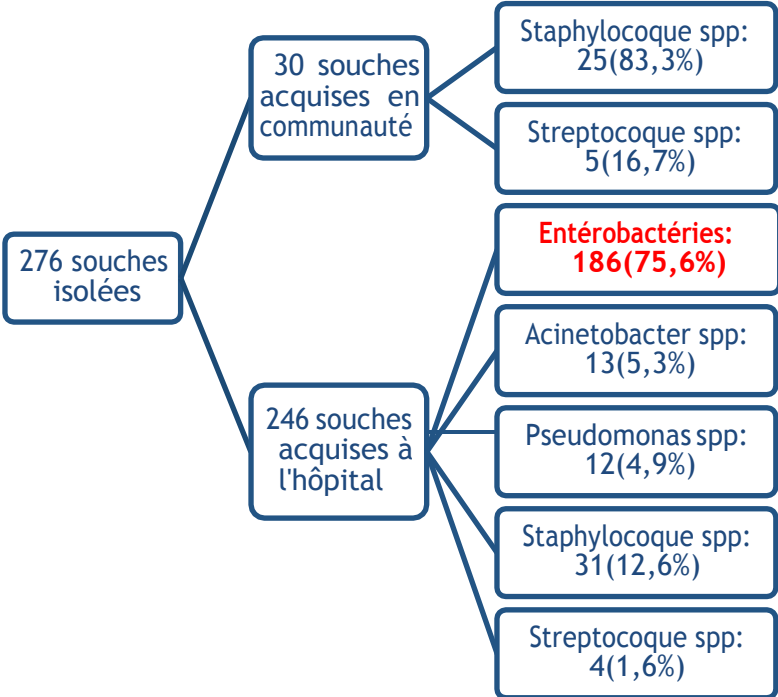 276 souches
isolées
30 souches
acquises en
communauté
Staphylocoque spp:
25(83,3%)
Streptocoque spp:
5(16,7%)
246 souches
acquises à
l'hôpital
Entérobactéries:
186(75,6%)
Acinetobacter spp:
13(5,3%)
Pseudomonas spp:
12(4,9%)
Staphylocoque spp:
31(12,6%)
Streptocoque spp:
4(1,6%)